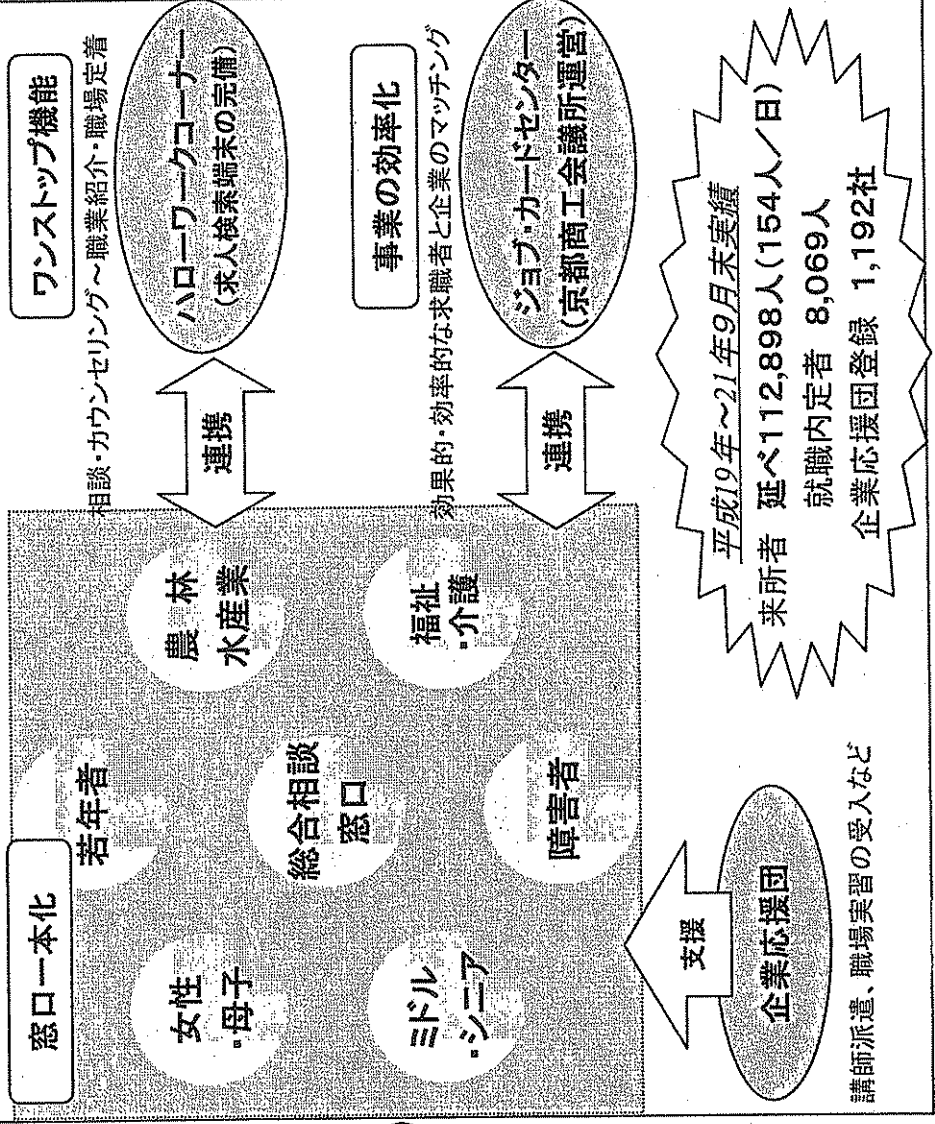 窓口一本化
若年者
女性
・母子
総合相談
窓口
農 林
水産業
ミドル
・シニア
障害者
福祉
・介護
ワンストップ機能
相談・カウンセリング～職業紹介・職場定着
連携
ハローワークコーナー
(求人検索端末の完備)
事業の効率化
効果的・効率的な求職者と企業のマッチング
連携
ジョブ・カードセンター
(京都商工会議所運営)
支援
企業応援団
講師派遣、職場実習の受入など
平成19年～21年9月末実績
来所者 延べ112,898人(154人／日)
就職内定者 8,069人
企業応援団登録 1,192社